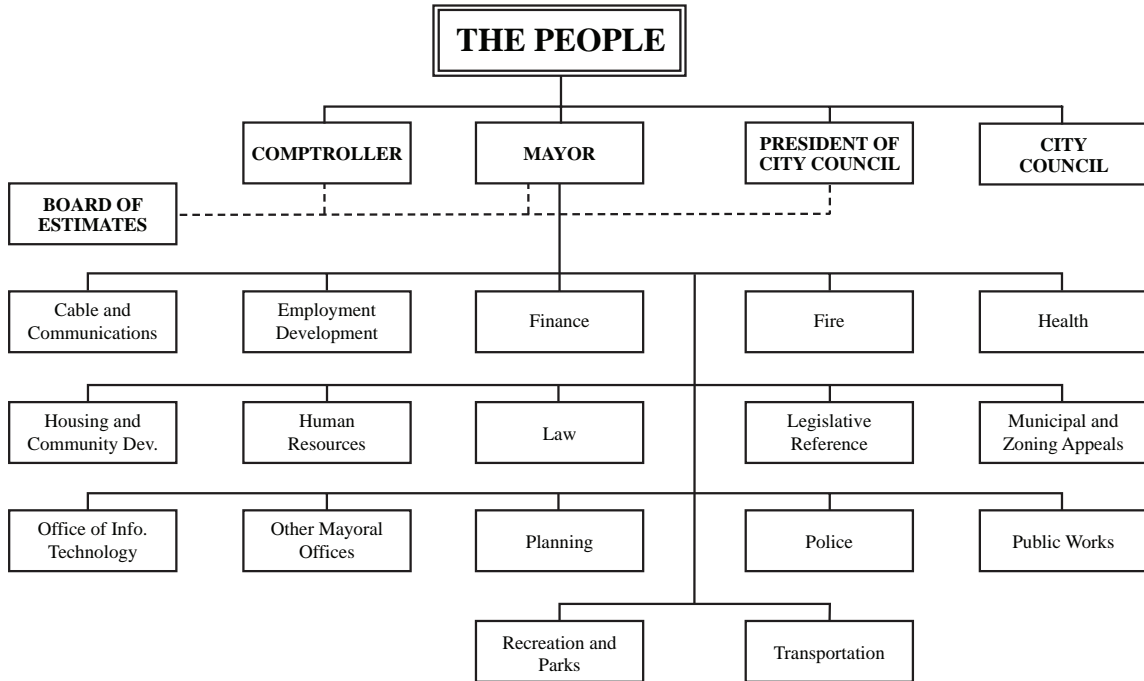 THE PEOPLE
COMPTROLLER
MAYOR
PRESIDENT OF
CITY COUNCIL
CITY
COUNCIL
BOARD OF
ESTIMATES
Cable and
Communications
Employment
Development
Finance
Fire
Health
Housing and
Community Dev.
Human
Resources
Law
Legislative
Reference
Municipal and
Zoning Appeals
Office of Info.
Technology
Other Mayoral
Offices
Planning
Police
Public Works
Recreation and
Parks
Transportation